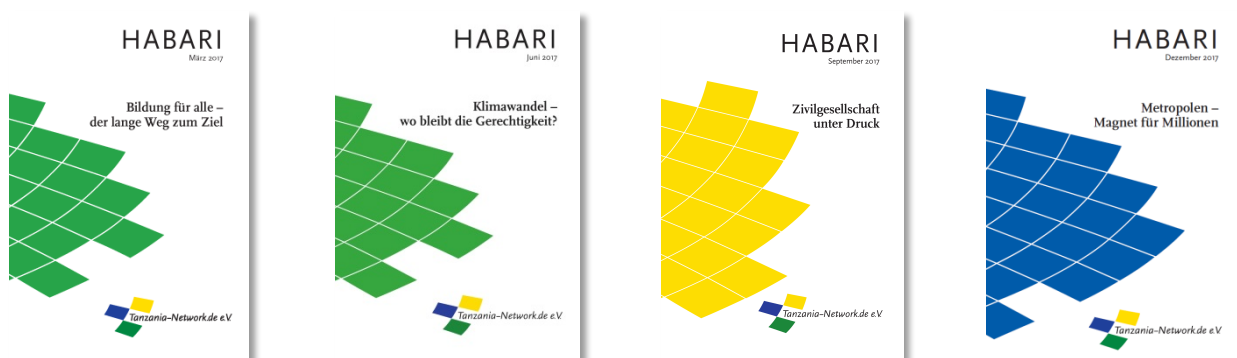 HABARI
März 2017
Bildung für alle –
der lange Weg zum Ziel
Tanzania-Network.de e.V.
HABARI
Juni 2017
Klimawandel –
wo bleibt die Gerechtigkeit?
Tanzania-Network.de e.V.
HABARI
September 2017
Zivilgesellschaft
unter Druck
Tanzania-Network.de e.V.
HABARI
Dezember 2017
Metropolen –
Magnet für Millionen
Tanzania-Network.de e.V.